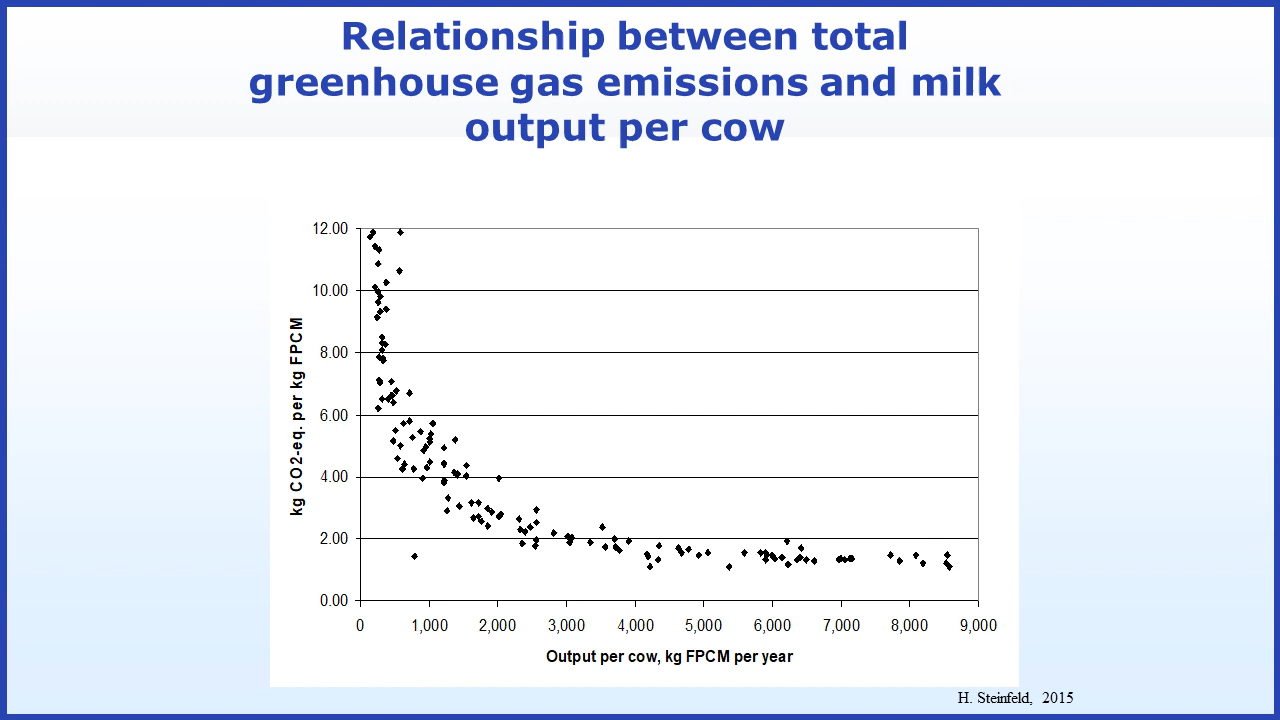 Relationship between total
greenhouse gas emissions and milk
output per cow
12.00
10.00
8.00
6.00
4.00
2.00
0.00
kg CO2-eq. per kg FPCM
0 1,000 2,000 3,000 4,000 5,000 6,000 7,000 8,000 9,000
Output per cow, kg FPCM per year
H. Steinfeld, 2015